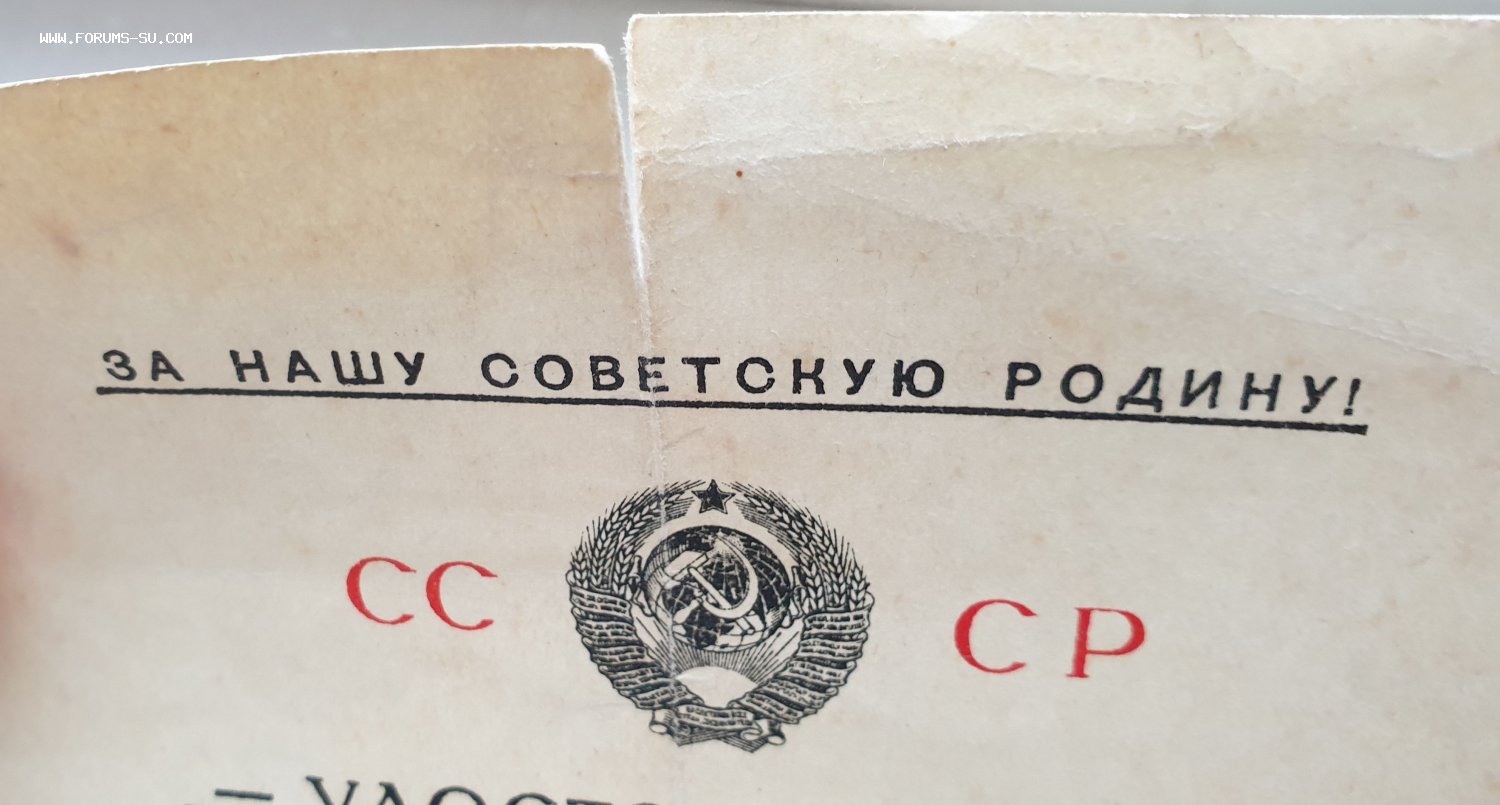 WWW.FORUMS-SU.COM
ЗА НАШУ СОВЕТСКУЮ РОДИНУ!
СС СР